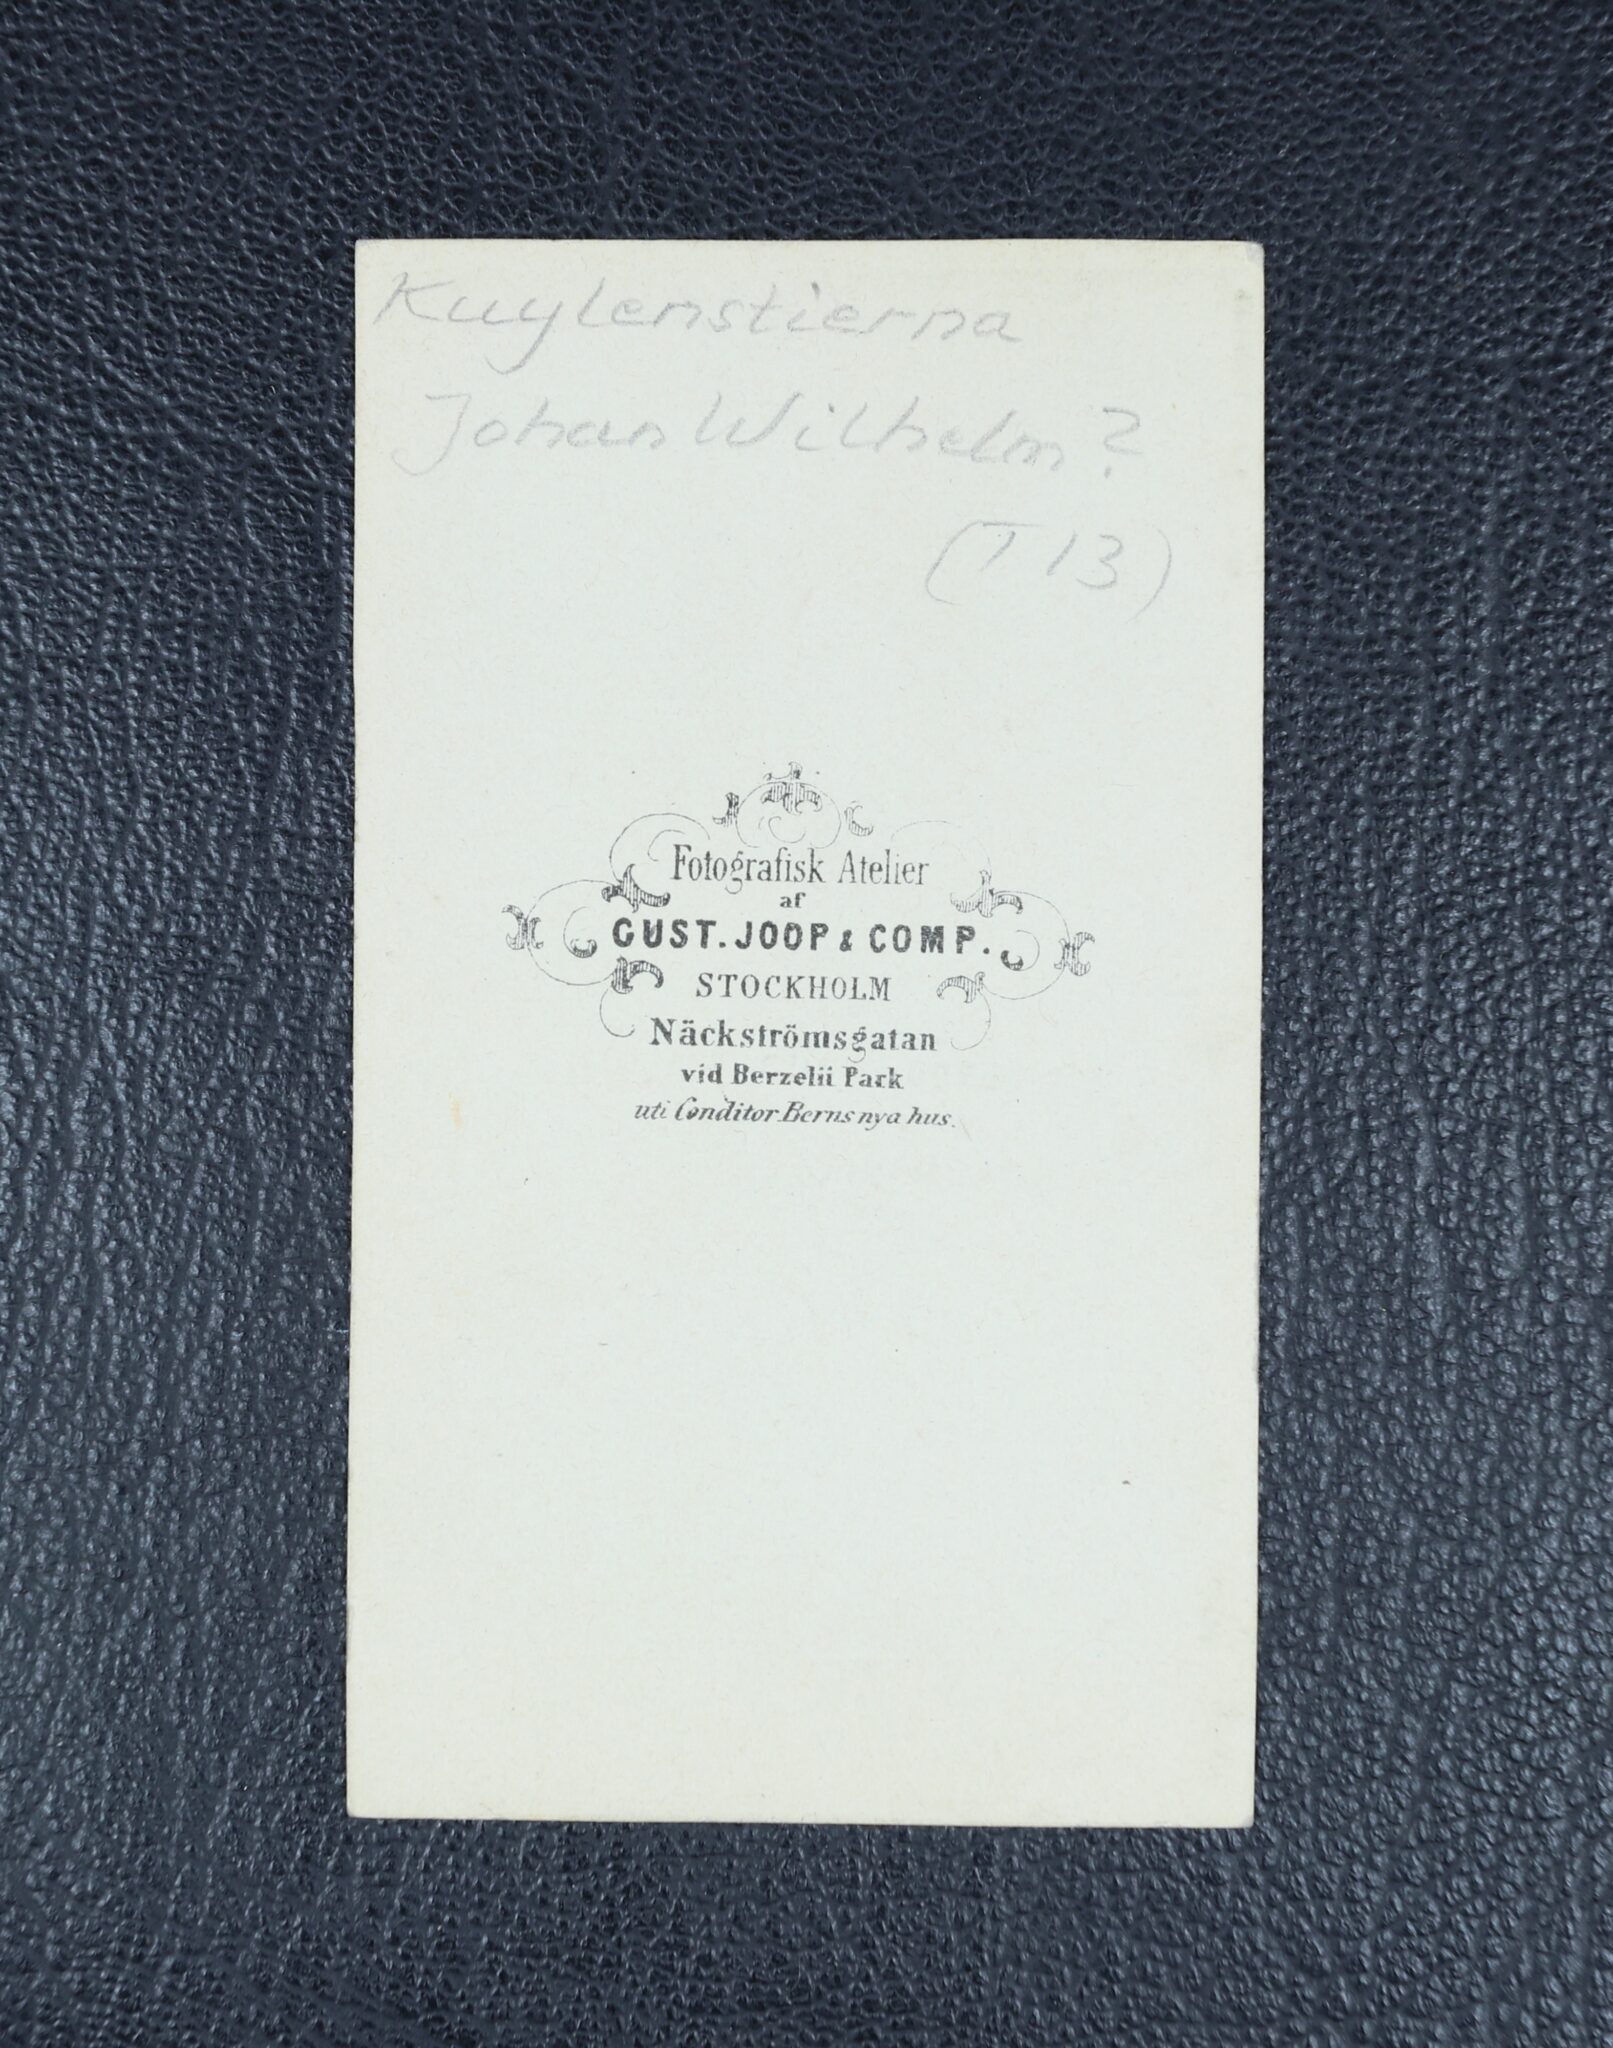 Kuylenstierna
Johan Wilhelm?
(T 13)
Fotografisk Atelier
af
GUST. JOOP & COMP.
STOCKHOLM
Näckströmsgatan
vid Berzelii Park
uti Conditor Berns nya hus.